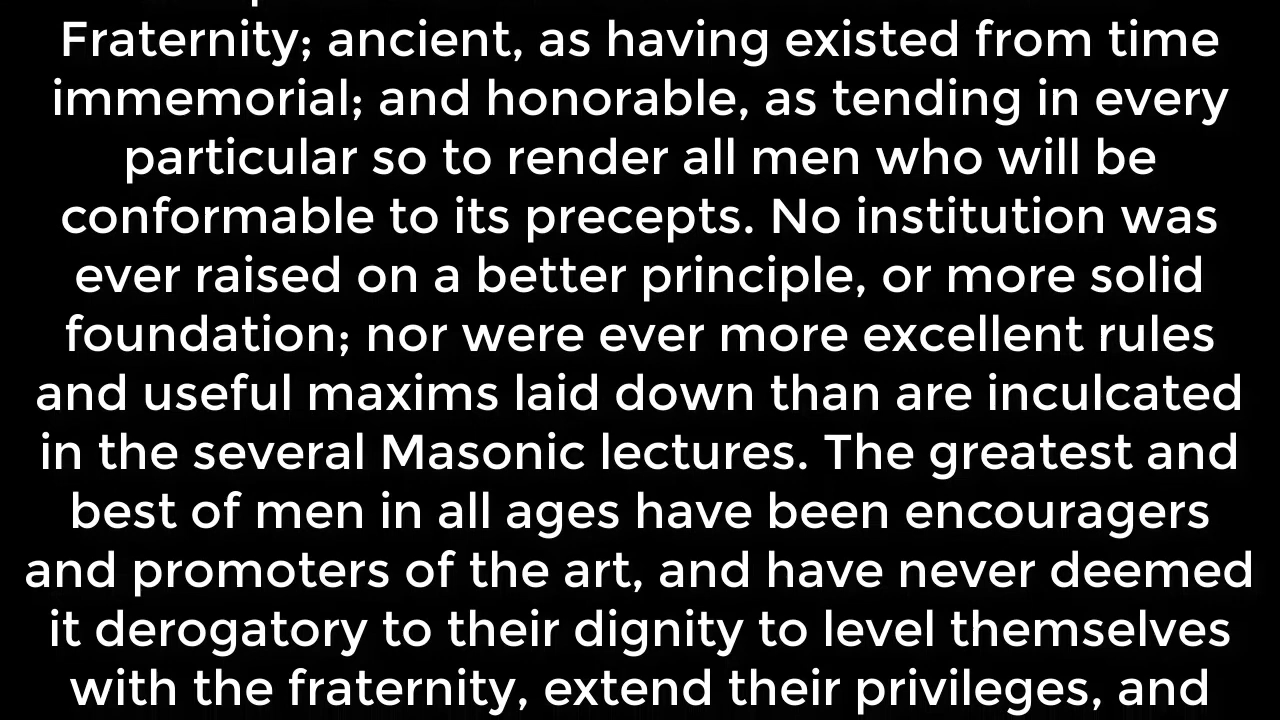 Fraternity; ancient, as having existed from time
immemorial; and honorable, as tending in every
particular so to render all men who will be
conformable to its precepts. No institution was
ever raised on a better principle, or more solid
foundation; nor were ever more excellent rules
and useful maxims laid down than are inculcated
in the several Masonic lectures. The greatest and
best of men in all ages have been encouragers
and promoters of the art, and have never deemed
it derogatory to their dignity to level themselves
with the fraternity, extend their privileges, and